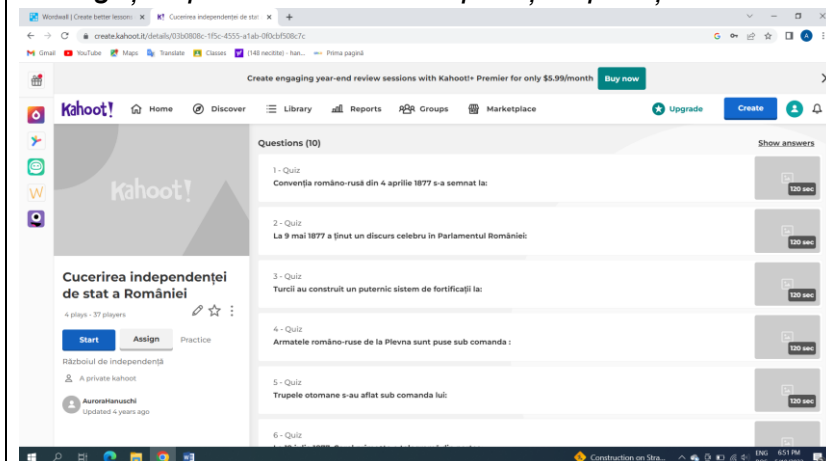 Wordwall | Create better lessons
Cucerirea independenței de stat
create.kahoot.it/details/03b0808c-1f5c-4555-a1ab-0f0cbf508c7c
Gmail YouTube Maps Translate Classes (148 necitite) - han... Prima pagină
Create engaging year-end review sessions with Kahoot!+ Premier for only $5.99/month Buy now
Kahoot! Home Discover Library Reports Groups Marketplace Upgrade Create
Kahoot!
Cucerirea independenței
de stat a României
4 plays · 37 players
Start Assign Practice
Războiul de independență
A private kahoot
AuroraHanuschi
Updated 4 years ago
Questions (10) Show answers
1 - Quiz
Convenția româno-rusă din 4 aprilie 1877 s-a semnat la:
120 sec
2 - Quiz
La 9 mai 1877 a ținut un discurs celebru in Parlamentul României:
120 sec
3 - Quiz
Turcii au construit un puternic sistem de fortificații la:
120 sec
4 - Quiz
Armatele româno-ruse de la Plevna sunt puse sub comanda :
120 sec
5 - Quiz
Trupele otomane s-au aflat sub comanda lui:
120 sec
6 - Quiz
Construction on Stra... ENG 6:51 PM